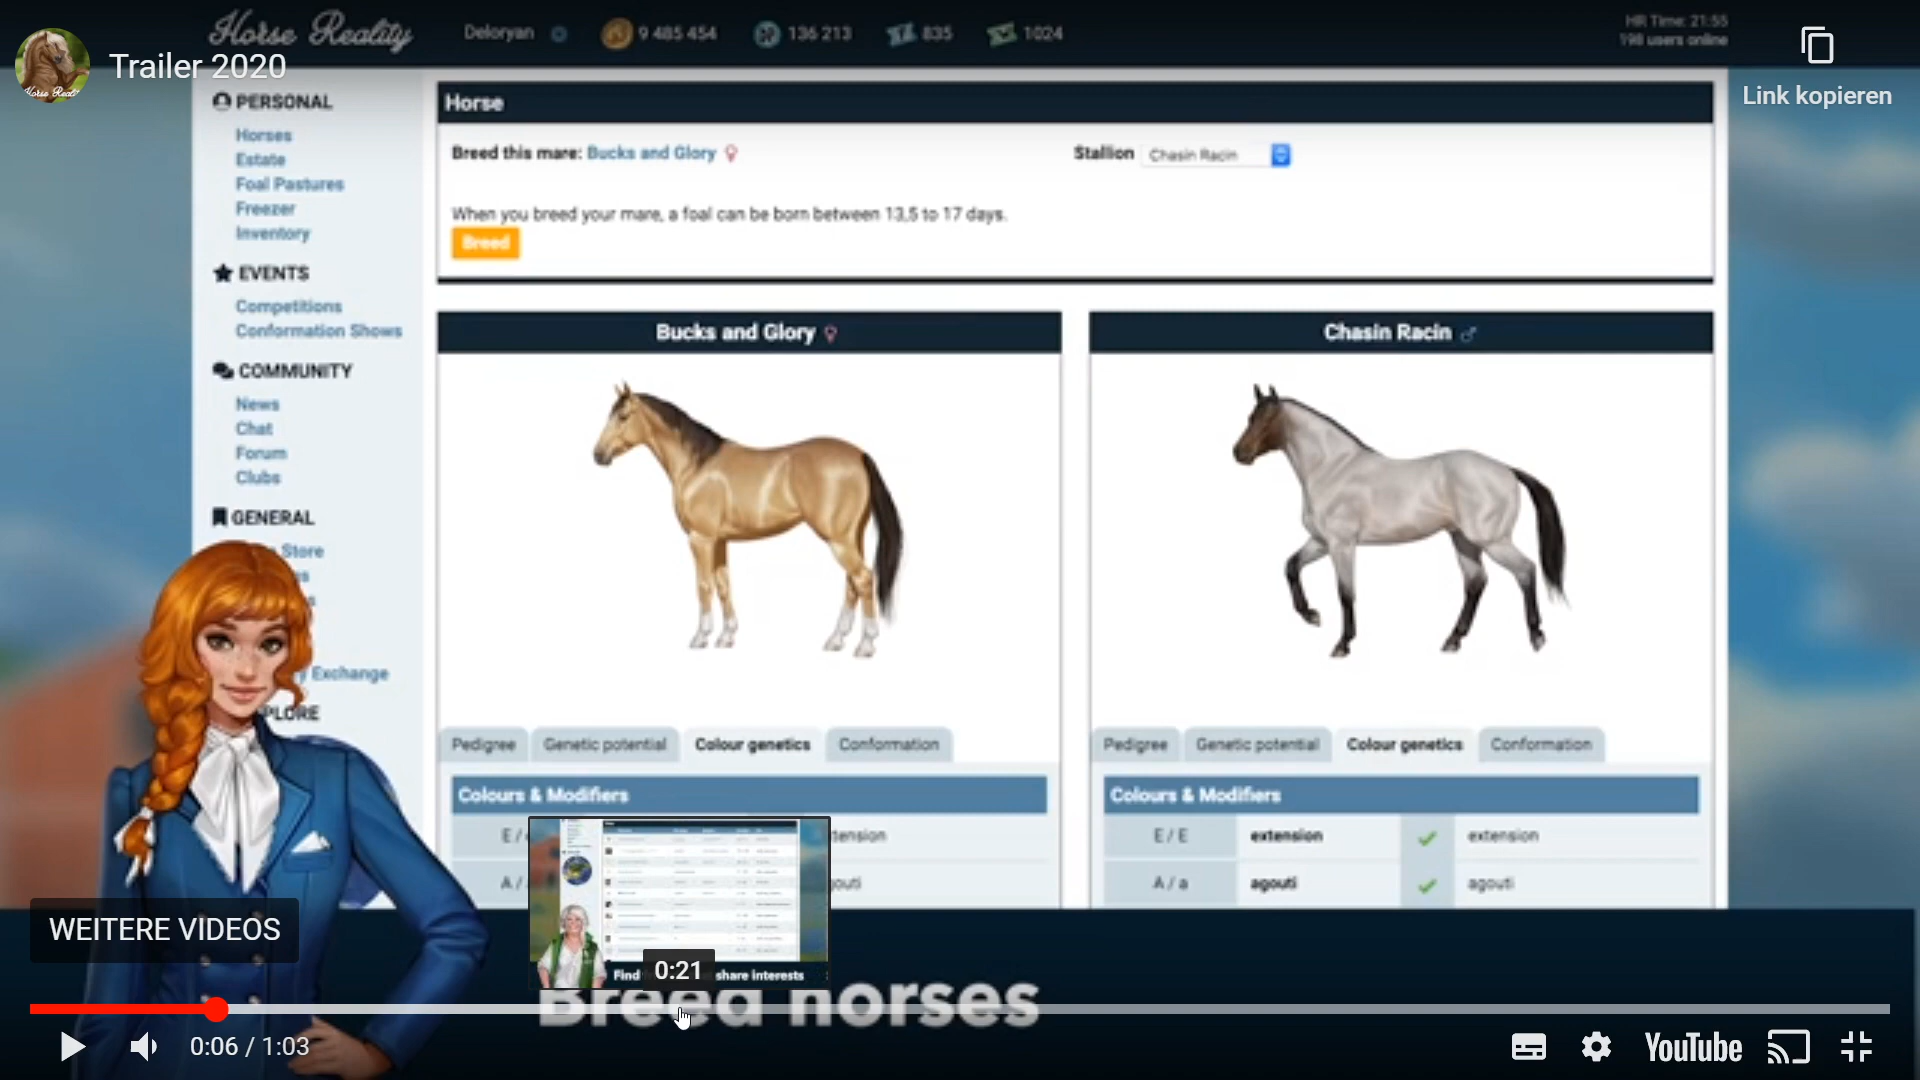 Horse Reality
Deloryan
9 485 454
136 213
835
1024
HR Time: 21:55
198 users online
Trailer 2020
Link kopieren
PERSONAL
Horses
Estate
Foal Pastures
Freezer
Inventory
EVENTS
Competitions
Conformation Shows
COMMUNITY
News
Chat
Forum
Clubs
GENERAL
Store
Exchange
Horse
Breed this mare: Bucks and Glory
Stallion Chasin Racin
When you breed your mare, a foal can be born between 13,5 to 17 days.
Breed
Bucks and Glory
Pedigree Genetic potential Colour genetics Conformation
Colours & Modifiers
Chasin Racin
Pedigree Genetic potential Colour genetics Conformation
Colours & Modifiers
E / E extension extension
A / a agouti agouti
WEITERE VIDEOS
Find share interests
0:21
Breed horses
0:06 / 1:03
YouTube